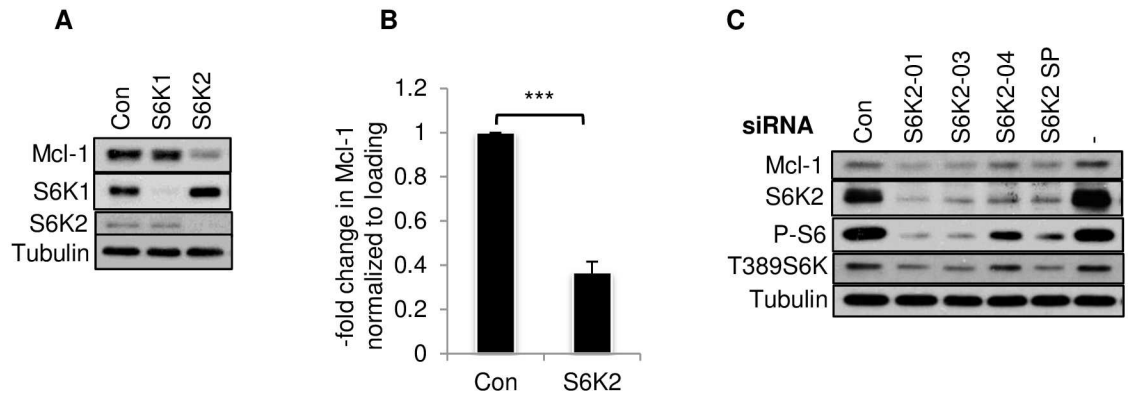 A
Con
S6K1
S6K2
Mcl-1
S6K1
S6K2
Tubulin
B
-fold change in Mcl-1
normalized to loading
1.2
1
0.8
0.6
0.4
0.2
0
***
Con
S6K2
C
siRNA
Con
S6K2-01
S6K2-03
S6K2-04
S6K2 SP
-
Mcl-1
S6K2
P-S6
T389S6K
Tubulin